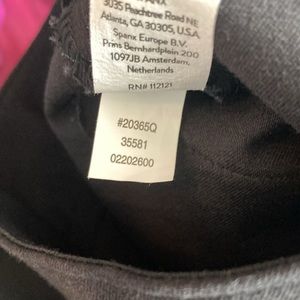 3035 Peachtree Road NE
Atlanta, GA 30305, U.S.A
Spanx Europe B.V.
Prins Bernhardplein 200
1097JB Amsterdam,
Netherlands
RN# 112121
#20365Q
35581
02202600